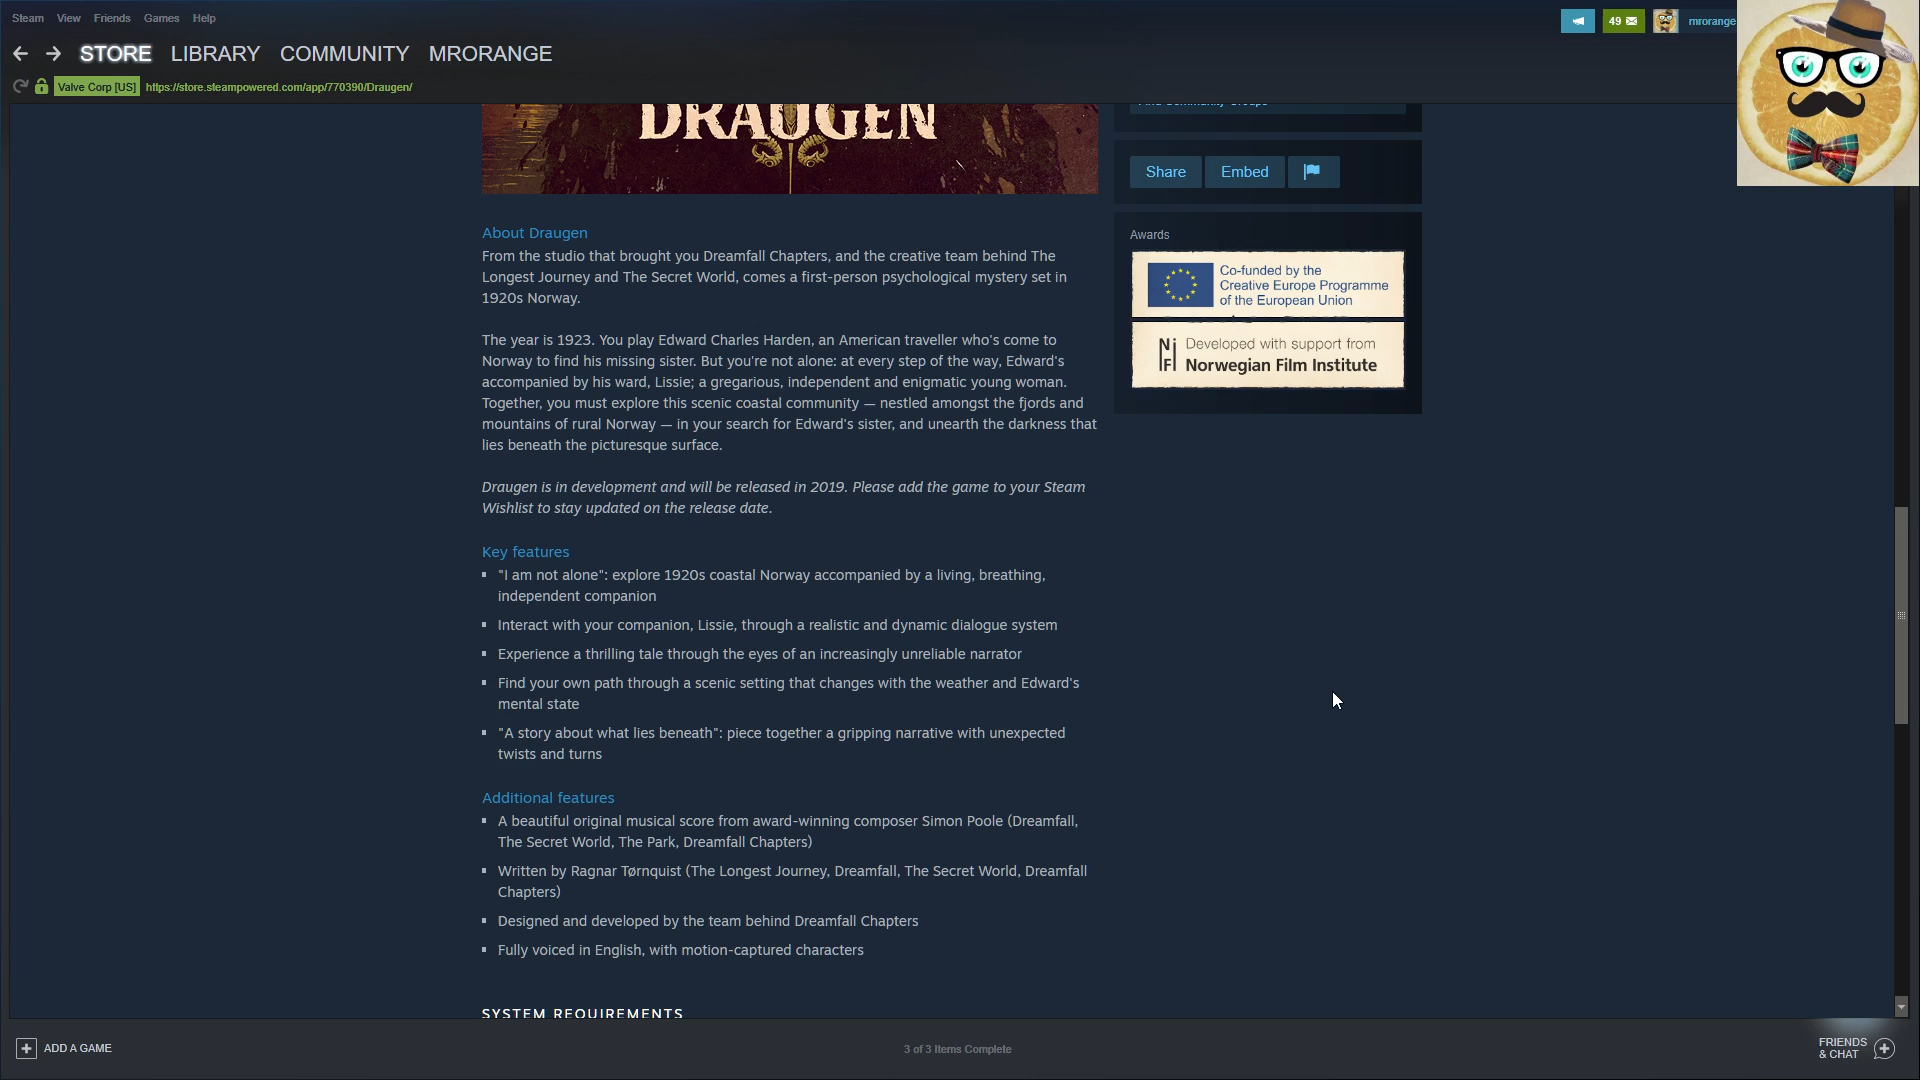 Steam View Friends Games Help
49
mrorange
STORE LIBRARY COMMUNITY MRORANGE
Valve Corp [US] https://store.steampowered.com/app/770390/Draugen/
DRAUGEN
Share Embed
Awards
Co-funded by the
Creative Europe Programme
of the European Union
NFI
Developed with support from
Norwegian Film Institute
About Draugen
From the studio that brought you Dreamfall Chapters, and the creative team behind The
Longest Journey and The Secret World, comes a first-person psychological mystery set in
1920s Norway.
The year is 1923. You play Edward Charles Harden, an American traveller who's come to
Norway to find his missing sister. But you're not alone: at every step of the way, Edward's
accompanied by his ward, Lissie; a gregarious, independent and enigmatic young woman.
Together, you must explore this scenic coastal community — nestled amongst the fjords and
mountains of rural Norway — in your search for Edward's sister, and unearth the darkness that
lies beneath the picturesque surface.
Draugen is in development and will be released in 2019. Please add the game to your Steam
Wishlist to stay updated on the release date.
Key features
"I am not alone": explore 1920s coastal Norway accompanied by a living, breathing,
independent companion
Interact with your companion, Lissie, through a realistic and dynamic dialogue system
Experience a thrilling tale through the eyes of an increasingly unreliable narrator
Find your own path through a scenic setting that changes with the weather and Edward's
mental state
"A story about what lies beneath": piece together a gripping narrative with unexpected
twists and turns
Additional features
A beautiful original musical score from award-winning composer Simon Poole (Dreamfall,
The Secret World, The Park, Dreamfall Chapters)
Written by Ragnar Tørnquist (The Longest Journey, Dreamfall, The Secret World, Dreamfall
Chapters)
Designed and developed by the team behind Dreamfall Chapters
Fully voiced in English, with motion-captured characters
SYSTEM REQUIREMENTS
ADD A GAME
3 of 3 Items Complete
FRIENDS
& CHAT